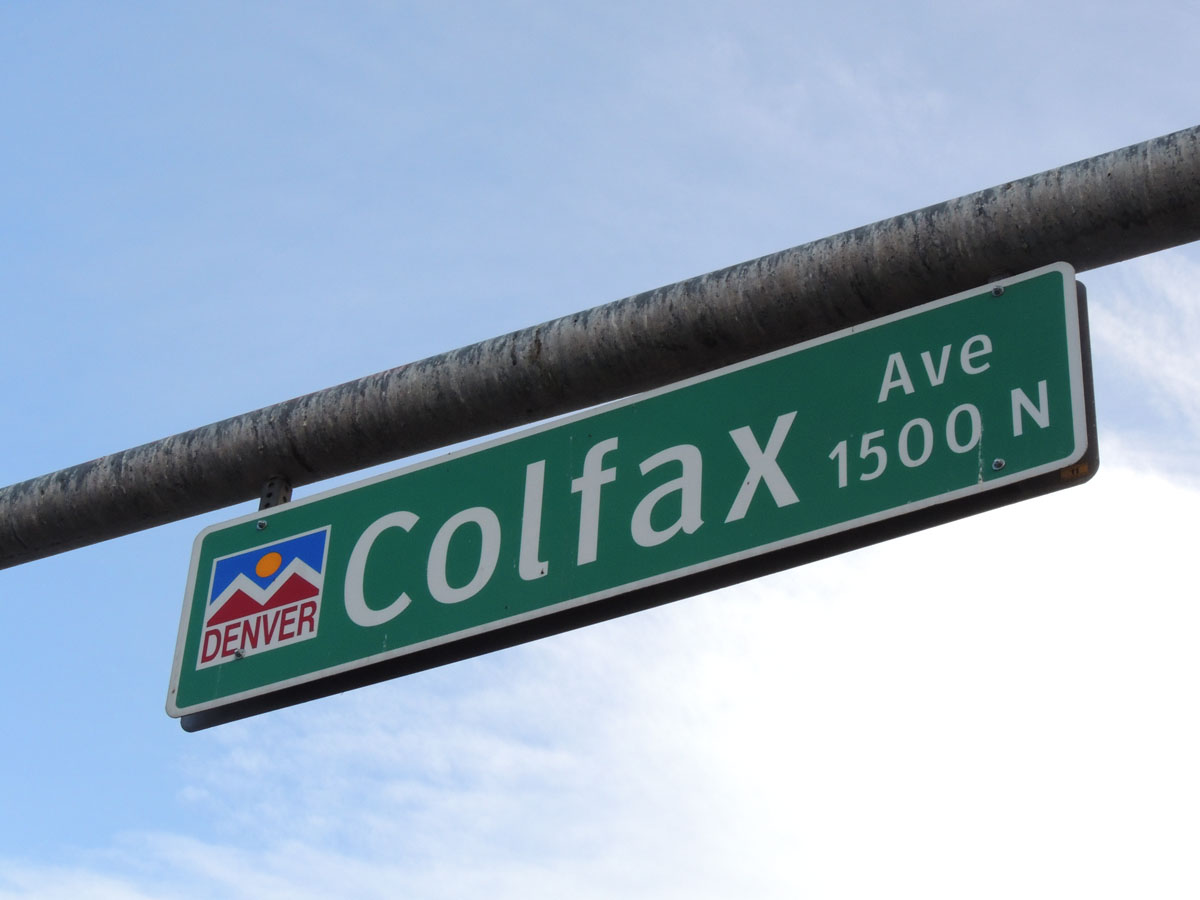 DENVER
Colfax Ave
1500 N